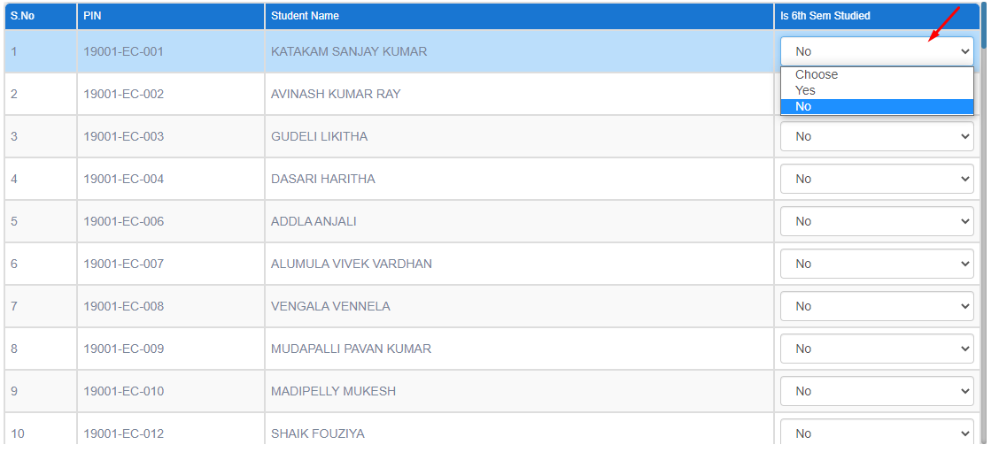 S.No PIN Student Name Is 6th Sem Studied
1 19001-EC-001 KATAKAM SANJAY KUMAR No
Choose
2 19001-EC-002 AVINASH KUMAR RAY Yes
No
3 19001-EC-003 GUDELI LIKITHA No
4 19001-EC-004 DASARI HARITHA No
5 19001-EC-006 ADDLA ANJALI No
6 19001-EC-007 ALUMULA VIVEK VARDHAN No
7 19001-EC-008 VENGALA VENNELA No
8 19001-EC-009 MUDAPALLI PAVAN KUMAR No
9 19001-EC-010 MADIPELLY MUKESH No
10 19001-EC-012 SHAIK FOUZIYA No